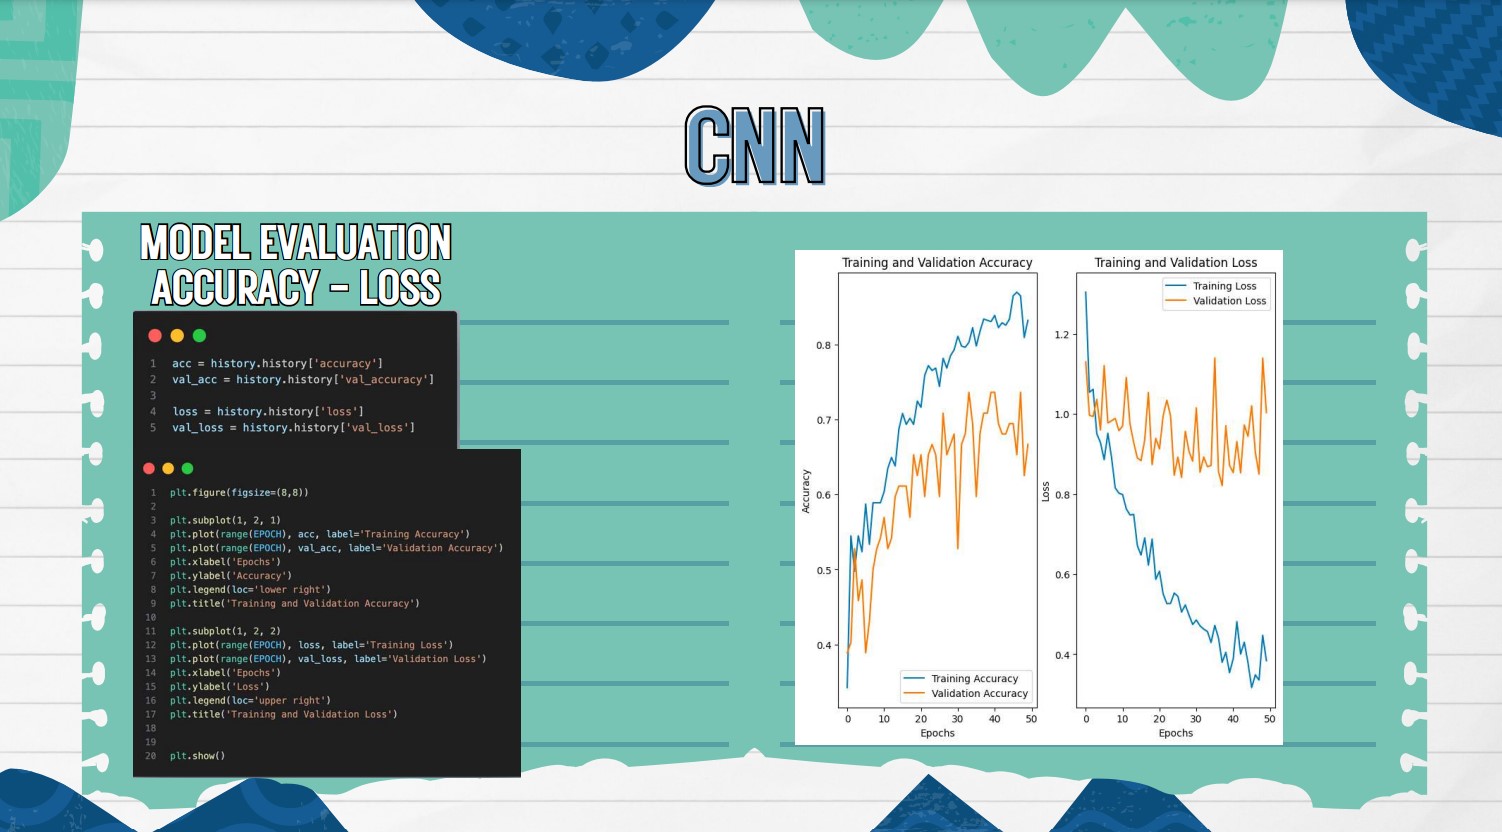 CNN
MODEL EVALUATION
ACCURACY – LOSS
1 acc = history.history['accuracy']
2 val_acc = history.history['val_accuracy']
3
4 loss = history.history['loss']
5 val_loss = history.history['val_loss']
1 plt.figure(figsize=(8,8))
2
3 plt.subplot(1, 2, 1)
4 plt.plot(range(EPOCH), acc, label='Training Accuracy')
5 plt.plot(range(EPOCH), val_acc, label='Validation Accuracy')
6 plt.xlabel('Epochs')
7 plt.ylabel('Accuracy')
8 plt.legend(loc='lower right')
9 plt.title('Training and Validation Accuracy')
10
11 plt.subplot(1, 2, 2)
12 plt.plot(range(EPOCH), loss, label='Training Loss')
13 plt.plot(range(EPOCH), val_loss, label='Validation Loss')
14 plt.xlabel('Epochs')
15 plt.ylabel('Loss')
16 plt.legend(loc='upper right')
17 plt.title('Training and Validation Loss')
18
19
20 plt.show()
Training and Validation Accuracy
0.8
0.7
0.6
0.5
0.4
Accuracy
Training Accuracy
Validation Accuracy
0 10 20 30 40 50
Epochs
Training and Validation Loss
Training Loss
Validation Loss
1.2
1.0
0.8
0.6
0.4
Loss
0 10 20 30 40 50
Epochs